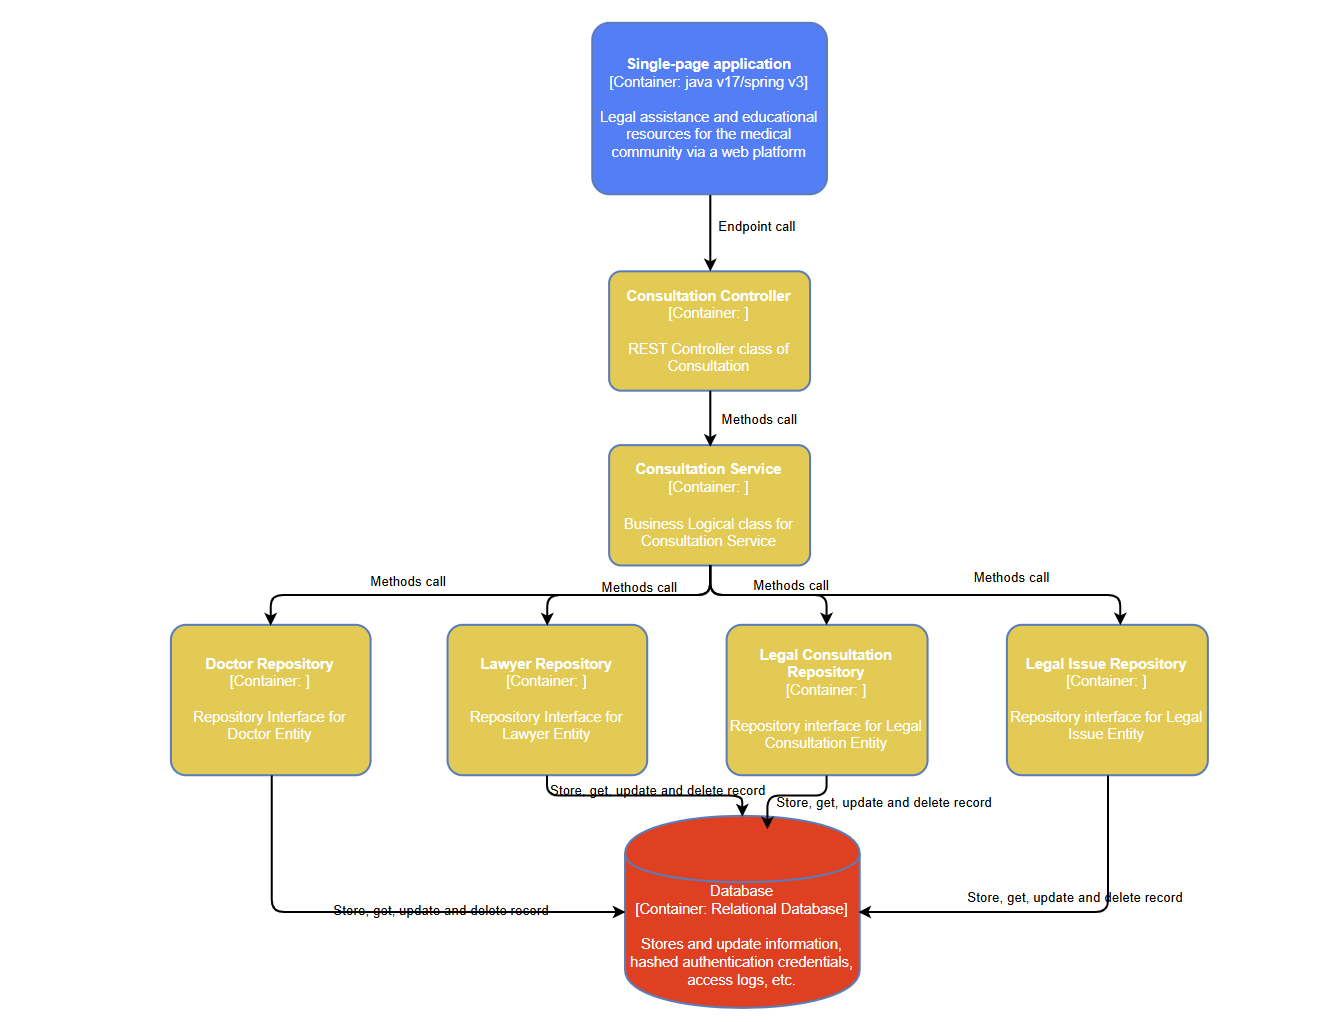 Single-page application
[Container: java v17/spring v3]
Legal assistance and educational
resources for the medical
community via a web platform
Endpoint call
Consultation Controller
[Container: ]
REST Controller class of
Consultation
Methods call
Consultation Service
[Container: ]
Business Logical class for
Consultation Service
Methods call
Methods call
Methods call
Methods call
Doctor Repository
[Container: ]
Repository Interface for
Doctor Entity
Lawyer Repository
[Container: ]
Repository Interface for
Lawyer Entity
Legal Consultation
Repository
[Container: ]
Repository interface for Legal
Consultation Entity
Legal Issue Repository
[Container: ]
Repository interface for Legal
Issue Entity
Store, get, update and delete record
Store, get, update and delete record
Store, get, update and delete record
Store, get, update and delete record
Database
[Container: Relational Database]
Stores and update information,
hashed authentication credentials,
access logs, etc.